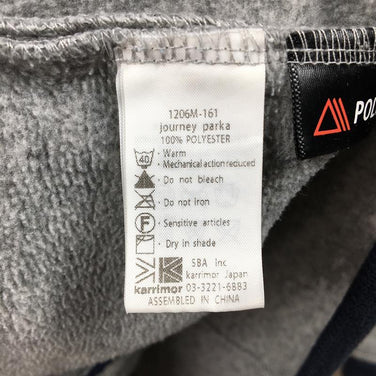 1206M-161
journey parka
100% POLYESTER
40 • Warm
• Mechanical action reduced
• Do not bleach
• Do not iron
F • Sensitive articles
• Dry in shade
SBA Inc
karrimor Japan
karrimor 03-3221-6883
ASSEMBLED IN CHINA